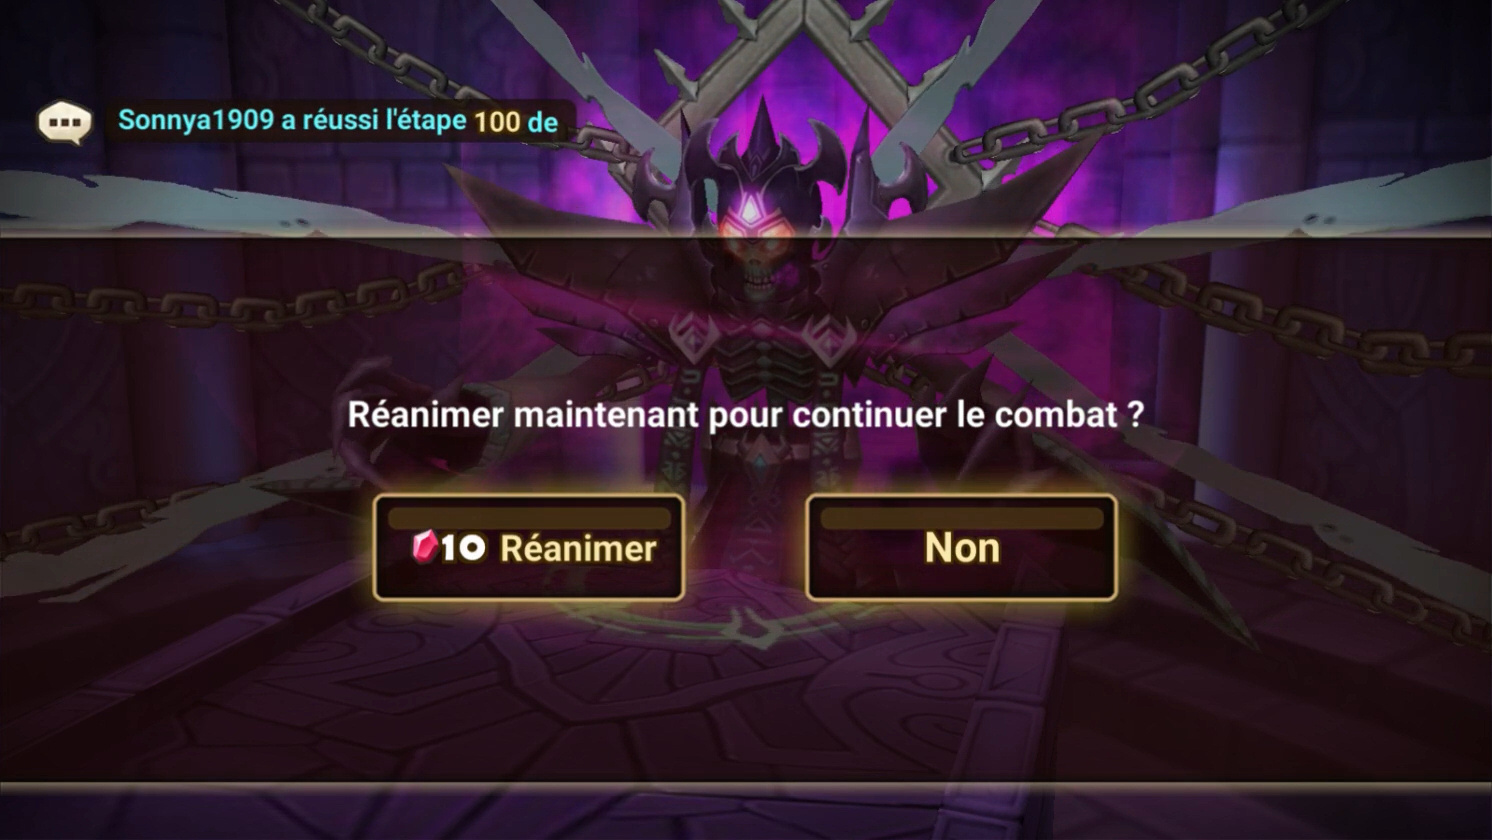 Sonnya1909 a réussi l'étape 100 de
Réanimer maintenant pour continuer le combat ?
10 Réanimer
Non